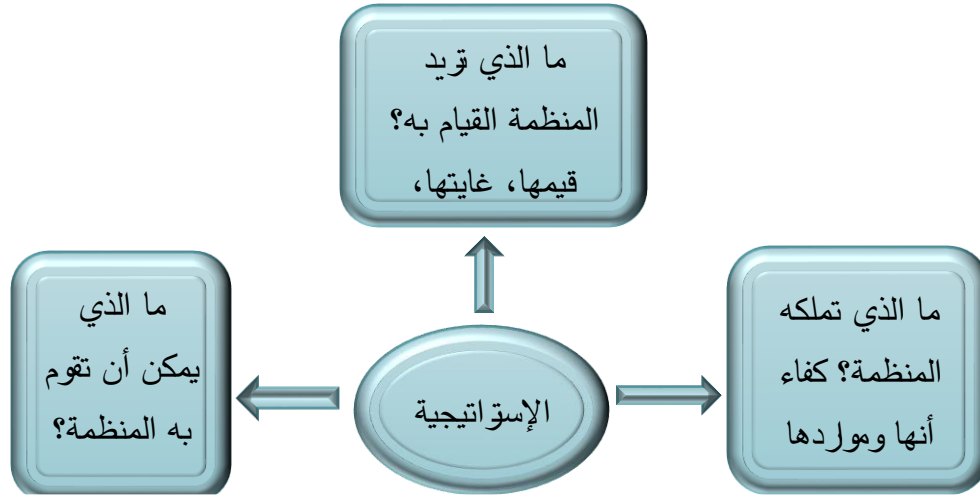 ما الذي تريد
المنظمة القيام به؟
قيمها، غايتها،
ما الذي تملكه
المنظمة؟ كفاء
أنها ومواردها
الإستراتيجية
ما الذي
يمكن أن تقوم
به المنظمة؟